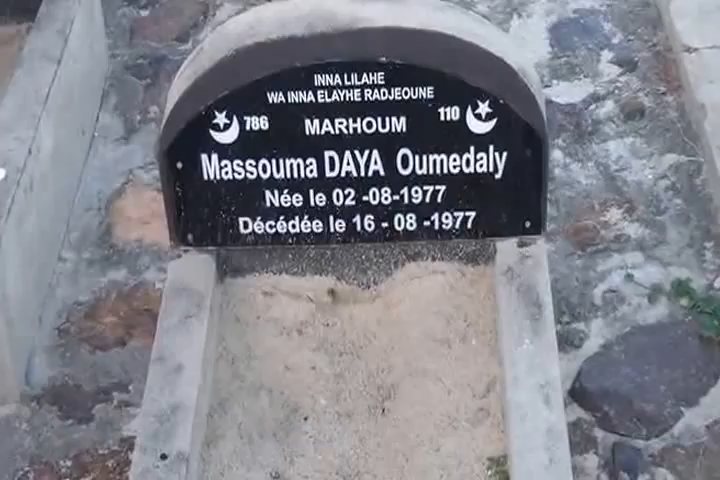 INNA LILAHE
WA INNA ELAYHE RADJEOUNE
786 MARHOUM 110
Massouma DAYA Oumedaly
Née le 02 -08-1977
Décédée le 16 - 08 -1977